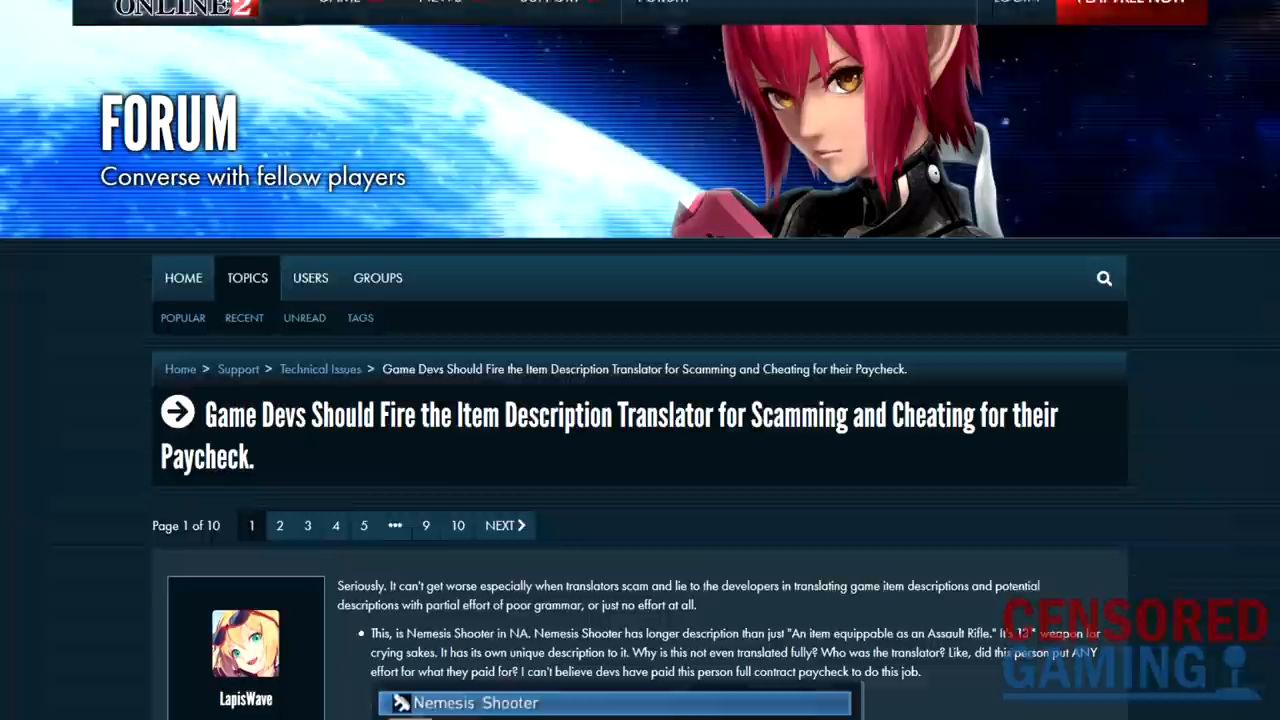 ONLINE 2
GAME NEWS SUPPORT FORUM LOGIN PLAY FREE NOW
FORUM
Converse with fellow players
HOME TOPICS USERS GROUPS
POPULAR RECENT UNREAD TAGS
Home > Support > Technical Issues > Game Devs Should Fire the Item Description Translator for Scamming and Cheating for their Paycheck.
Game Devs Should Fire the Item Description Translator for Scamming and Cheating for their
Paycheck.
Page 1 of 10 1 2 3 4 5 ••• 9 10 NEXT
Seriously. It can't get worse especially when translators scam and lie to the developers in translating game item descriptions and potential
descriptions with partial effort of poor grammar, or just no effort at all.
• This, is Nemesis Shooter in NA. Nemesis Shooter has longer description than just "An item equippable as an Assault Rifle." It's 13* weapon for
crying sakes. It has its own unique description to it. Why is this not even translated fully? Who was the translator? Like, did this person put ANY
effort for what they paid for? I can't believe devs have paid this person full contract paycheck to do this job.
LapisWave
Nemesis Shooter
CENSORED
GAMING